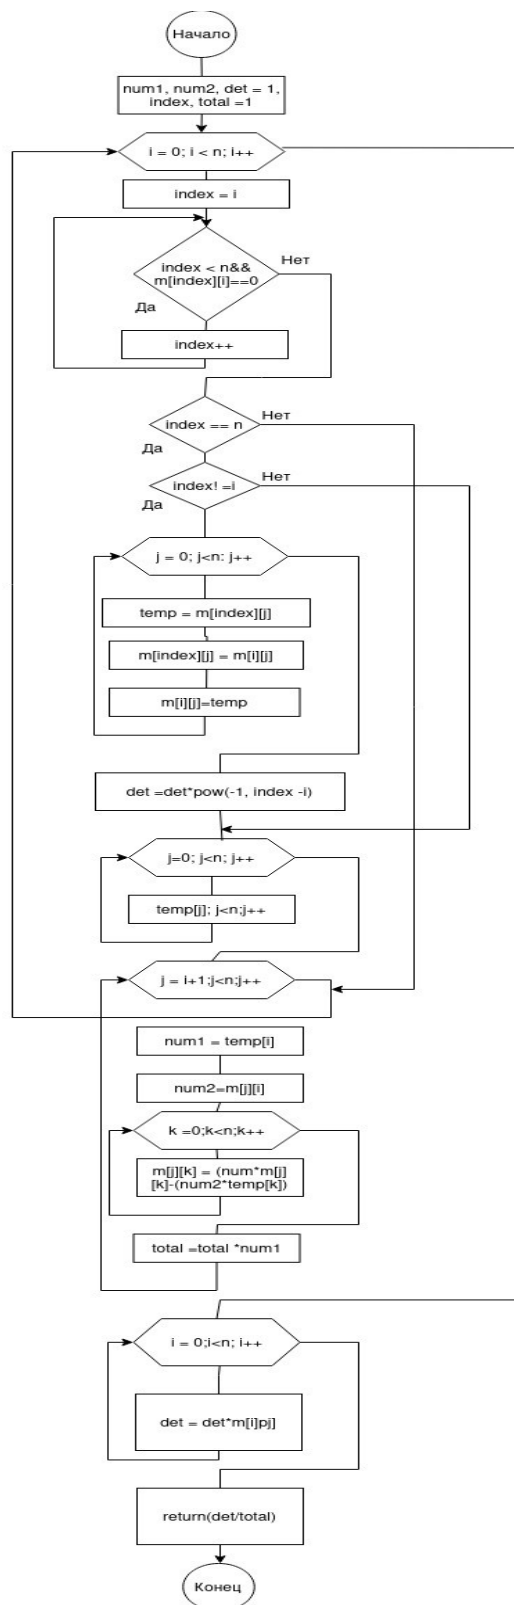 Начало
num1, num2, det = 1,
index, total =1
i = 0; i < n; i++
index = i
index < n&&
m[index][i]==0
Нет
Да
index++
index == n
Нет
Да
index! =i
Нет
Да
j = 0; j<n: j++
temp = m[index][j]
m[index][j] = m[i][j]
m[i][j]=temp
det =det*pow(-1, index -i)
j=0; j<n; j++
temp[j]; j<n;j++
j = i+1;j<n;j++
num1 = temp[i]
num2=m[j][i]
k =0;k<n;k++
m[j][k] = (num*m[j]
[k]-(num2*temp[k])
total =total *num1
i = 0;i<n; i++
det = det*m[i]pj]
return(det/total)
Конец